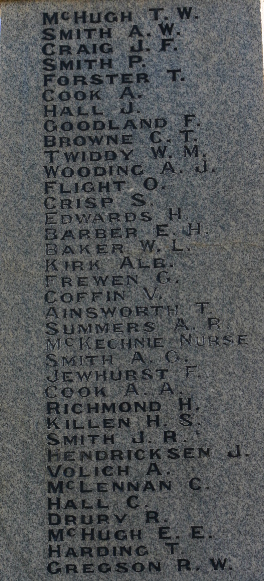 McHUGH T. W.
SMITH A. W.
CRAIG J. F.
SMITH P.
FORSTER T.
COOK A.
HALL J.
GOODLAND F.
BROWNE C. T.
TWIDDY W. M.
WOODING A. J.
FLIGHT O.
CRISP S.
EDWARDS H.
BARBER E. H.
BAKER W. L.
KIRK ALB.
FREWEN G.
COFFIN V.
AINSWORTH T.
SUMMERS A. R.
McKECHNIE NURSE
SMITH A. G.
JEWHURST F.
COOK A. A.
RICHMOND H.
KILLEN H. S.
SMITH J. R.
HENDRICKSEN J.
VOLICH A.
McLENNAN C.
HALL C.
DRURY R.
McHUGH E. E.
HARDING T.
GREGSON R. W.